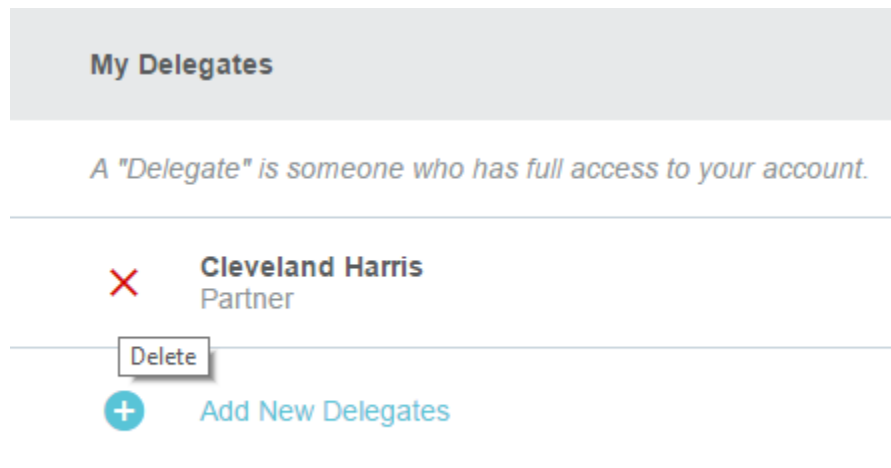 My Delegates
A "Delegate" is someone who has full access to your account.
Cleveland Harris
Partner
Delete
Add New Delegates